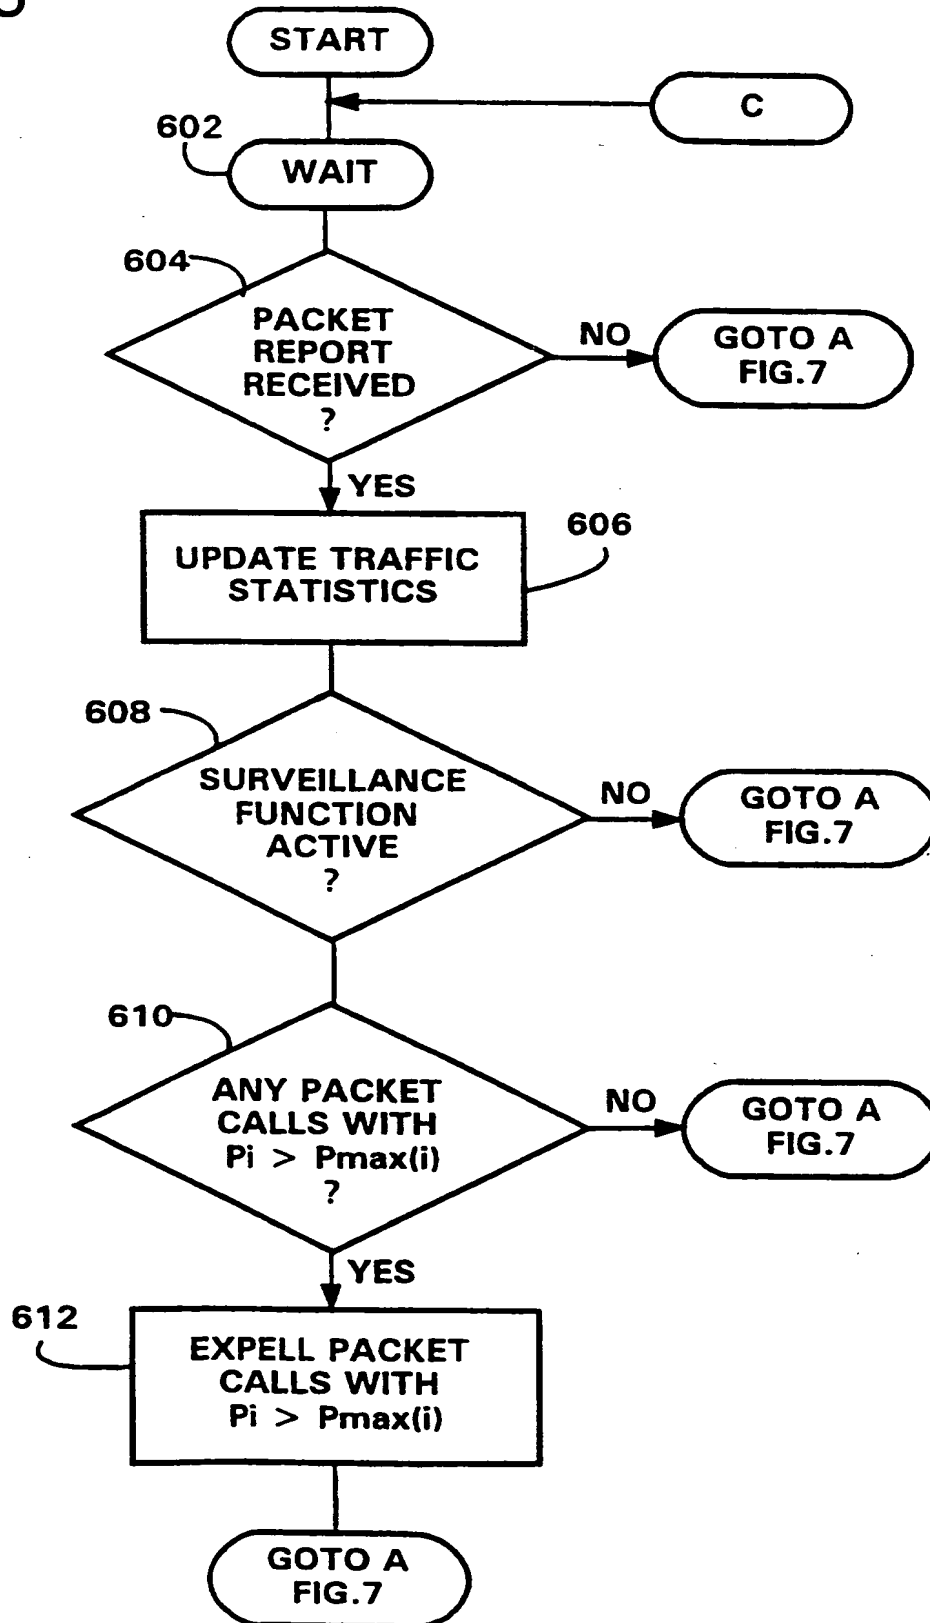 START
C
602
WAIT
604
PACKET
REPORT
RECEIVED
?
NO
GOTO A
FIG.7
YES
606
UPDATE TRAFFIC
STATISTICS
608
SURVEILLANCE
FUNCTION
ACTIVE
?
NO
GOTO A
FIG.7
610
ANY PACKET
CALLS WITH
Pi > Pmax(i)
?
NO
GOTO A
FIG.7
YES
612
EXPELL PACKET
CALLS WITH
Pi > Pmax(i)
GOTO A
FIG.7